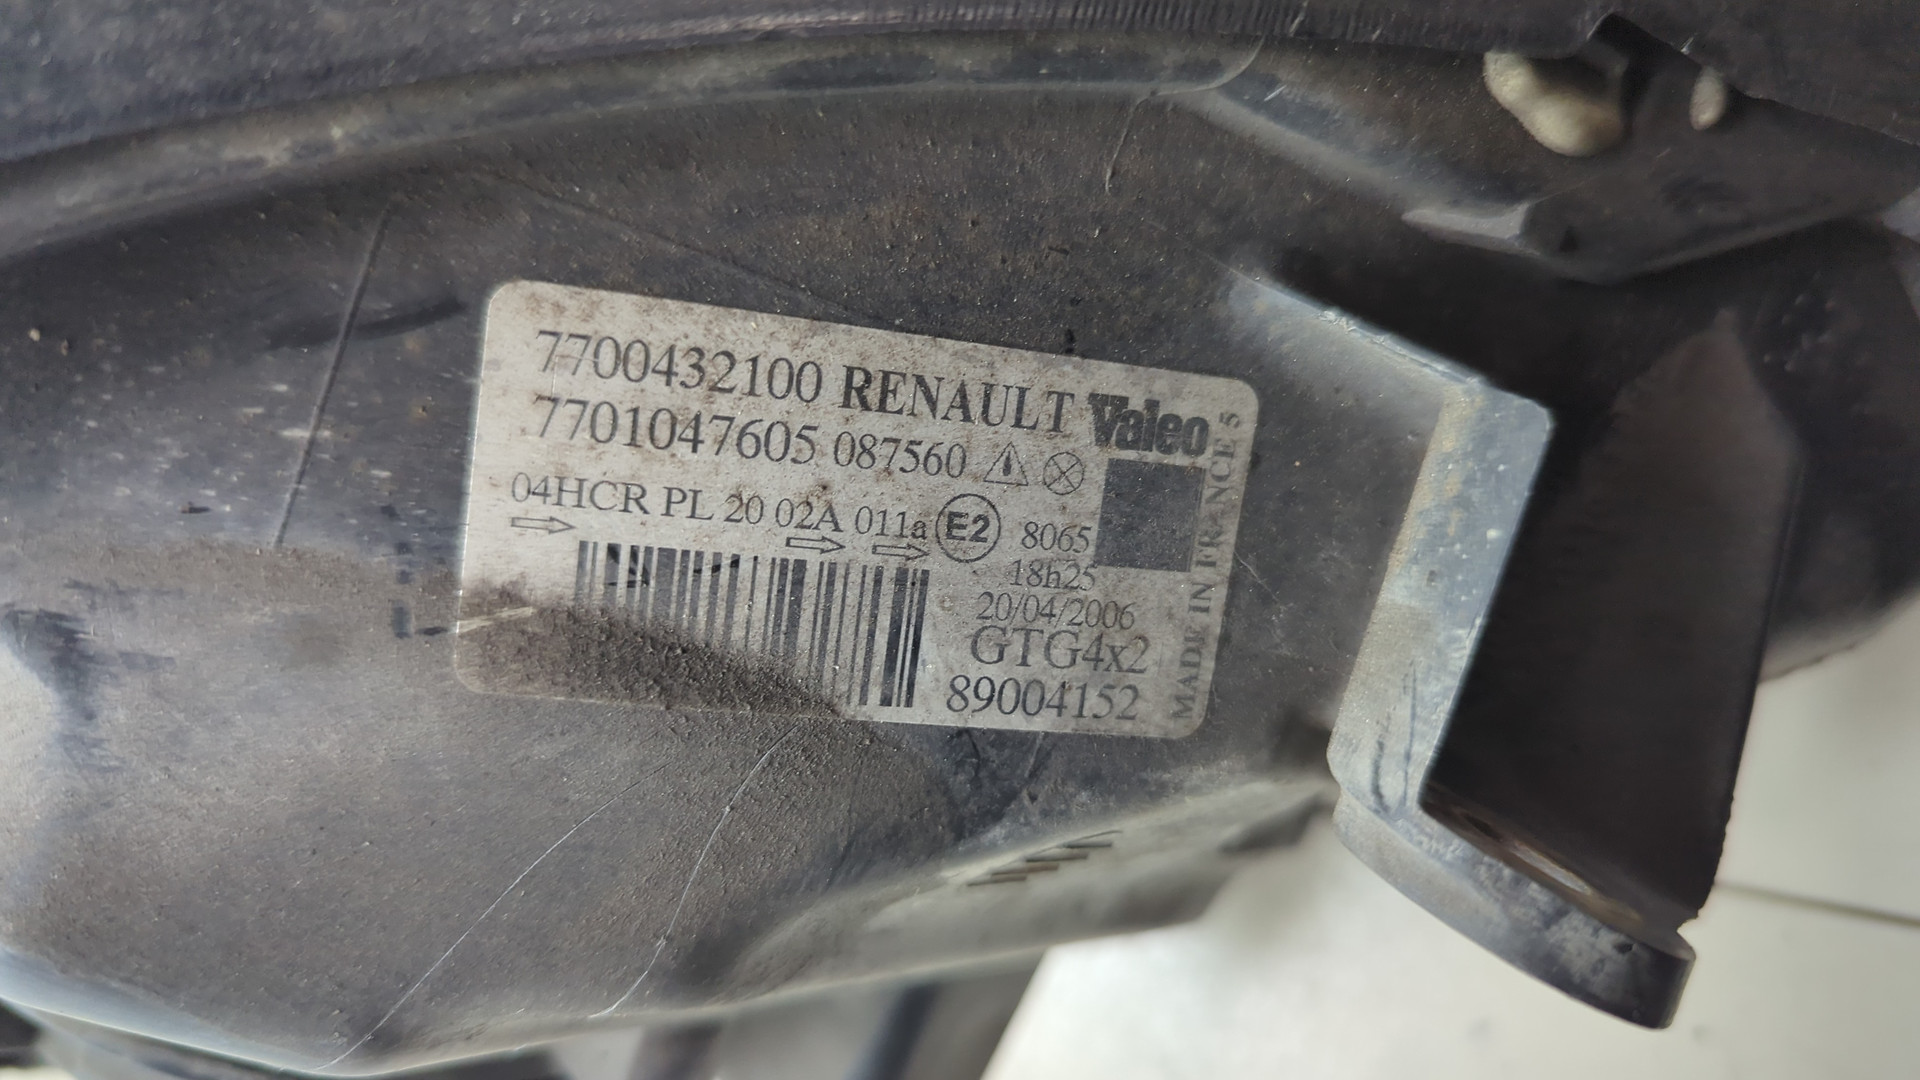 7700432100 RENAULT Valeo
7701047605 087560
04HCR PL 20 02A 011a E2 8065
18h25
20/04/2006
GTG4x2
89004152
MADE IN FRANCE 5